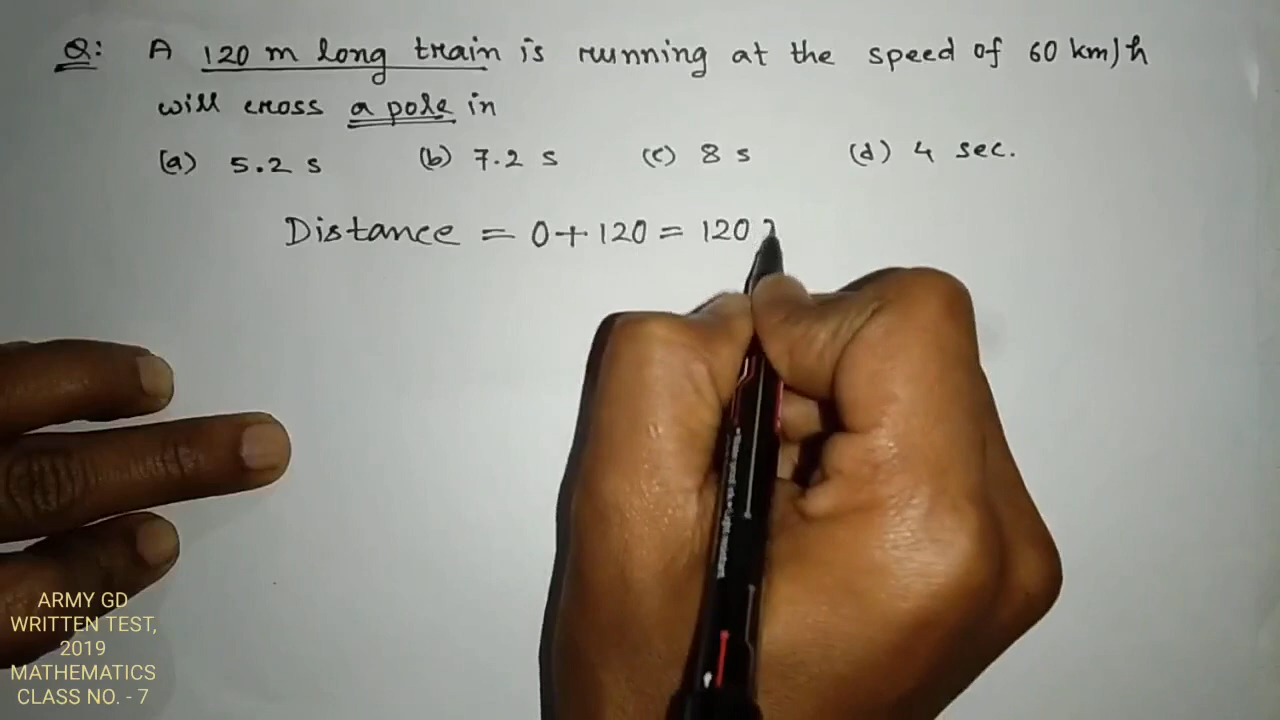 Q: A 120 m long train is running at the speed of 60 km/h
will cross a pole in
(a) 5.2 s (b) 7.2 s (c) 8 s (d) 4 sec.
Distance = 0+120 = 120
ARMY GD
WRITTEN TEST,
2019
MATHEMATICS
CLASS NO. - 7